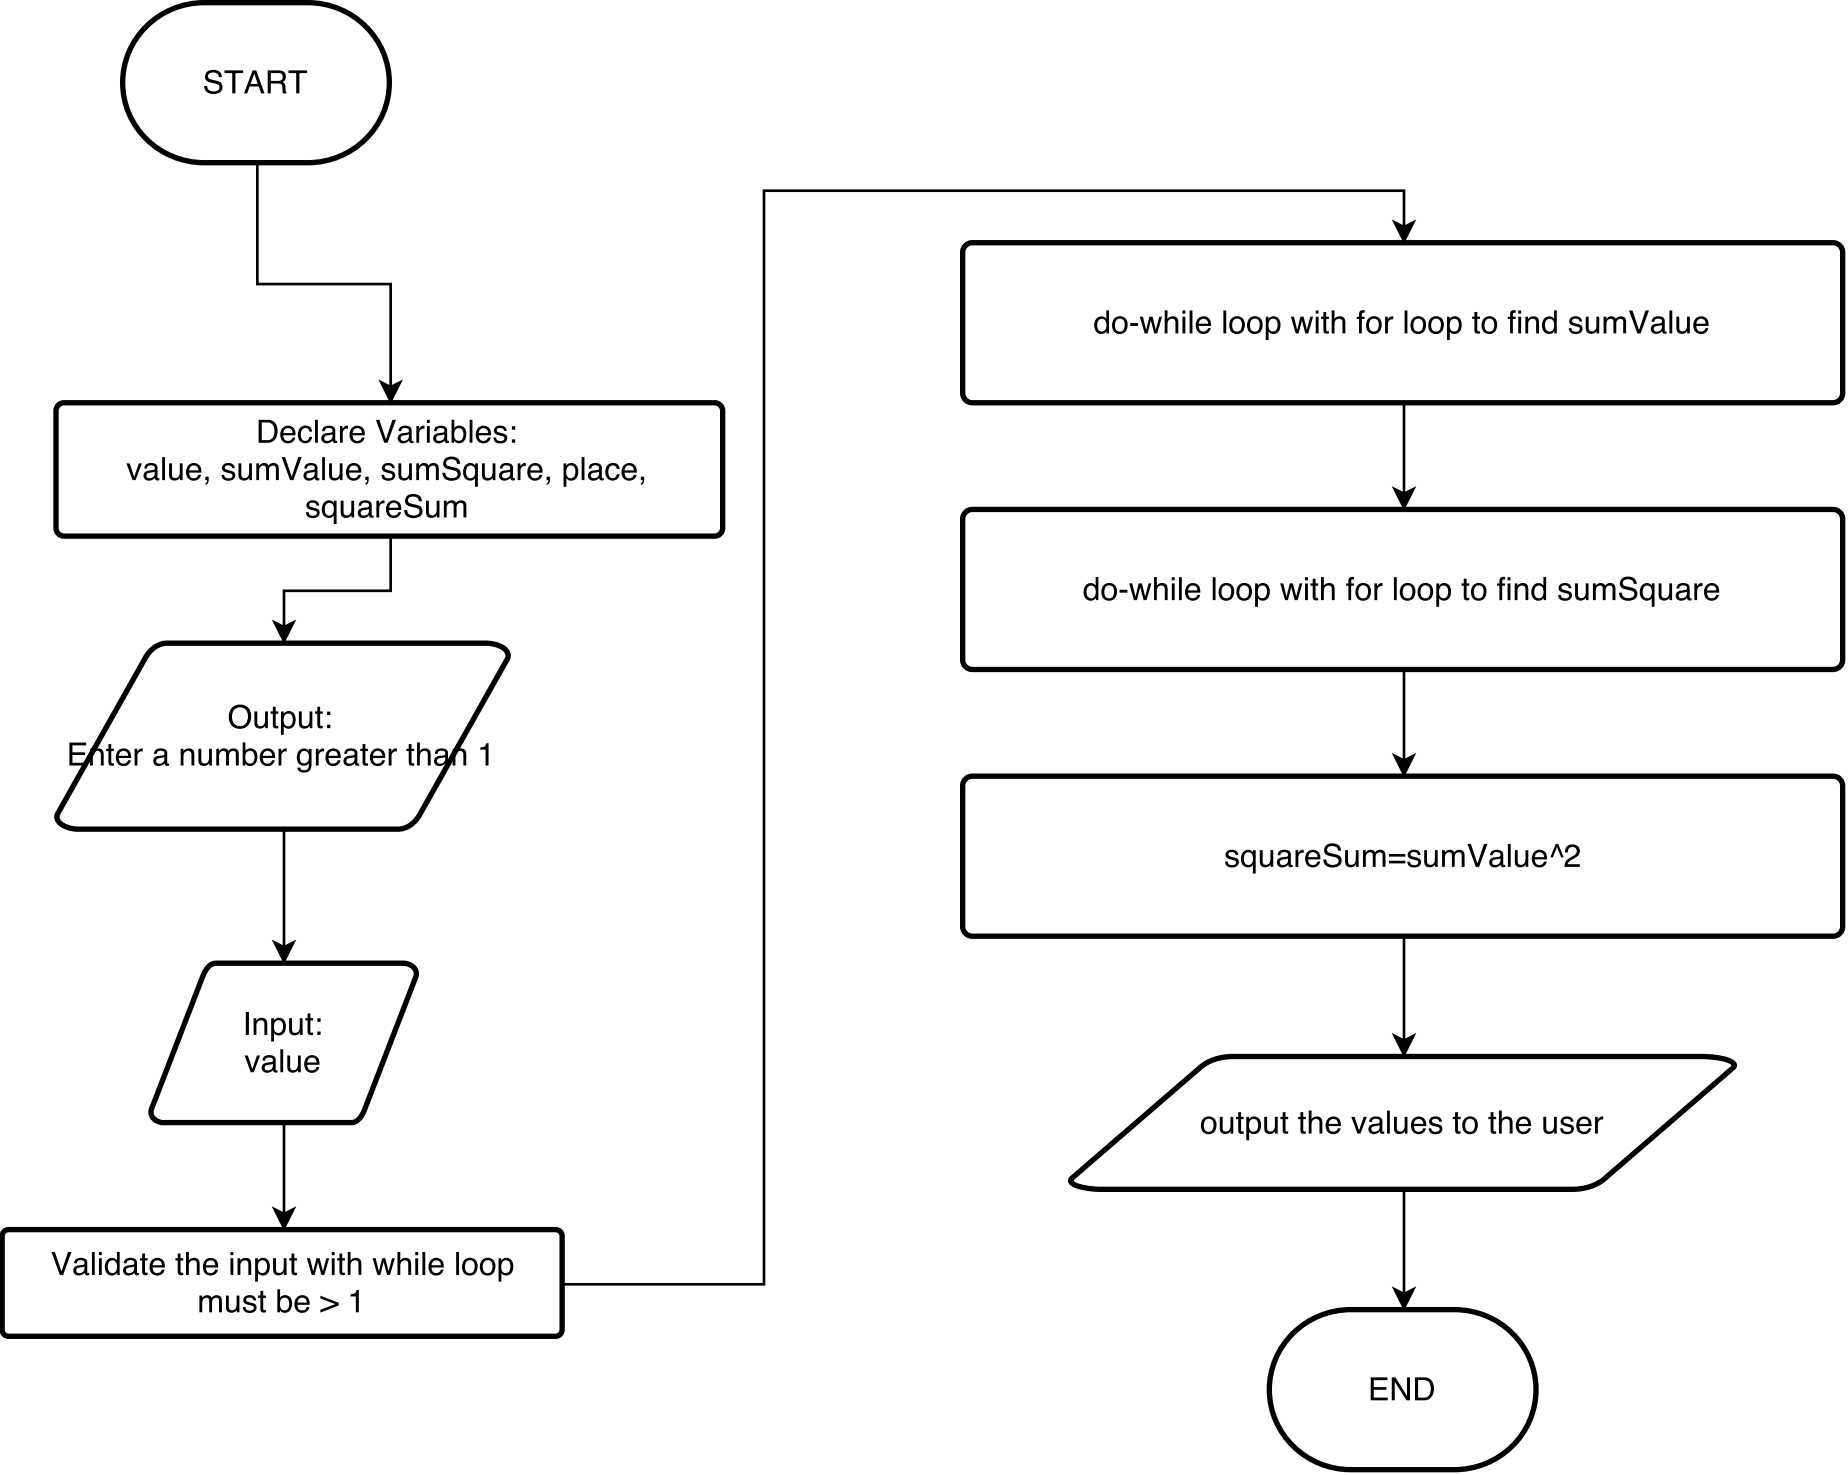 START
Declare Variables:
value, sumValue, sumSquare, place,
squareSum
Output:
Enter a number greater than 1
Input:
value
Validate the input with while loop
must be > 1
do-while loop with for loop to find sumValue
do-while loop with for loop to find sumSquare
squareSum=sumValue^2
output the values to the user
END